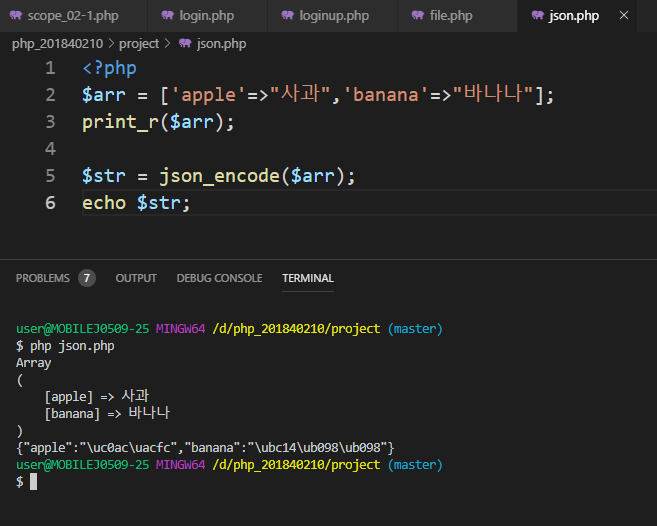 scope_02-1.php login.php loginup.php file.php json.php
php_201840210 > project > json.php
1 <?php
2 $arr = ['apple'=>"사과",'banana'=>"바나나"];
3 print_r($arr);
4
5 $str = json_encode($arr);
6 echo $str;
PROBLEMS 7 OUTPUT DEBUG CONSOLE TERMINAL
user@MOBILEJ0509-25 MINGW64 /d/php_201840210/project (master)
$ php json.php
Array
(
    [apple] => 사과
    [banana] => 바나나
)
{"apple":"\uc0ac\uacfc","banana":"\ubc14\ub098\ub098"}
user@MOBILEJ0509-25 MINGW64 /d/php_201840210/project (master)
$